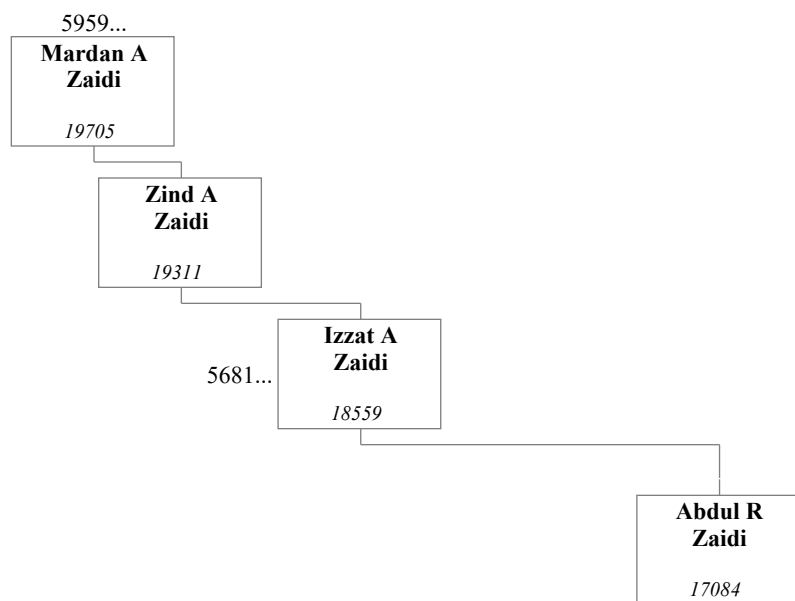 5959...
Mardan A
Zaidi
19705
Zind A
Zaidi
19311
Izzat A
Zaidi
5681...
18559
Abdul R
Zaidi
17084